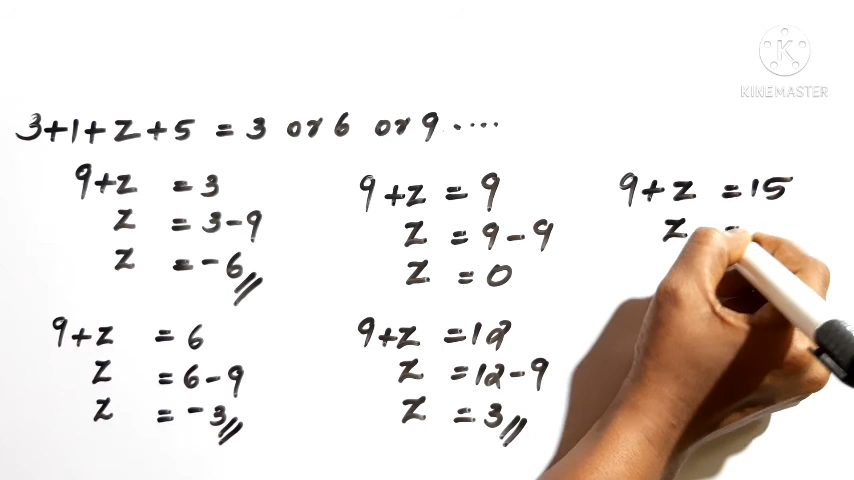 KINEMASTER
3+1+z+5 = 3 or 6 or 9 .....
9+z = 3
z = 3-9
z = -6//
9+z = 6
z = 6-9
z = -3//
9+z = 9
z = 9-9
z = 0
9+z = 12
z = 12-9
z = 3//
9+z = 15
z =